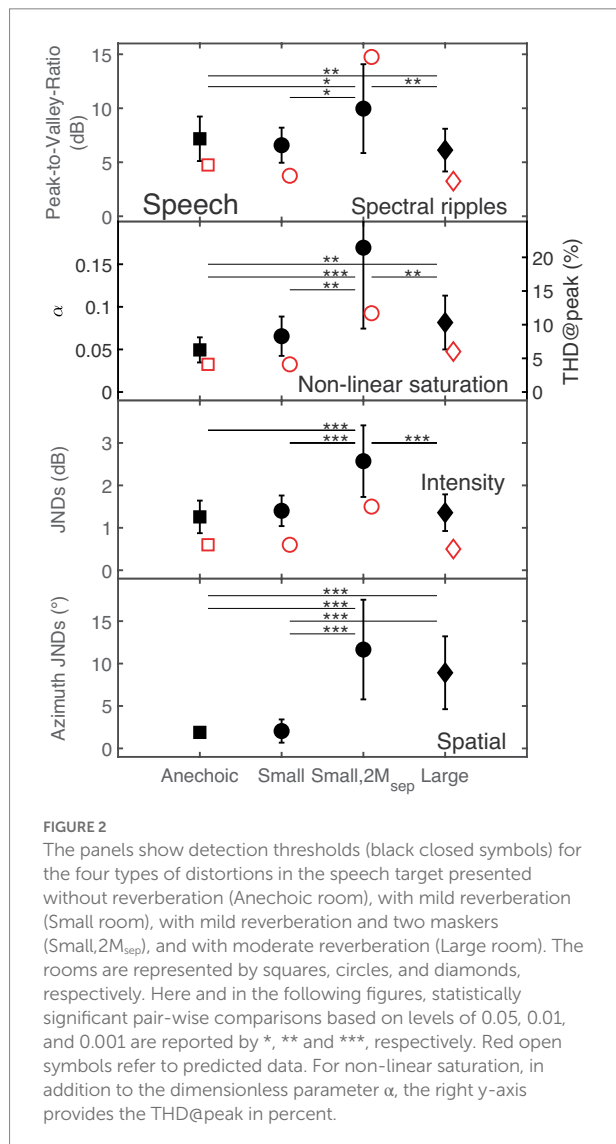 Peak-to-Valley-Ratio
(dB)
15
10
5
0
**
*
*
**
Speech
Spectral ripples
α
0.15
0.1
0.05
0
**
***
**
**
20
15
10
5
0
THD@peak (%)
Non-linear saturation
JNDs (dB)
3
2
1
0
***
***
***
Intensity
Azimuth JNDs (°)
15
10
5
0
***
***
***
***
Spatial
Anechoic Small Small,2Msep Large
FIGURE 2
The panels show detection thresholds (black closed symbols) for
the four types of distortions in the speech target presented
without reverberation (Anechoic room), with mild reverberation
(Small room), with mild reverberation and two maskers
(Small,2Msep), and with moderate reverberation (Large room). The
rooms are represented by squares, circles, and diamonds,
respectively. Here and in the following figures, statistically
significant pair-wise comparisons based on levels of 0.05, 0.01,
and 0.001 are reported by *, ** and ***, respectively. Red open
symbols refer to predicted data. For non-linear saturation, in
addition to the dimensionless parameter α, the right y-axis
provides the THD@peak in percent.